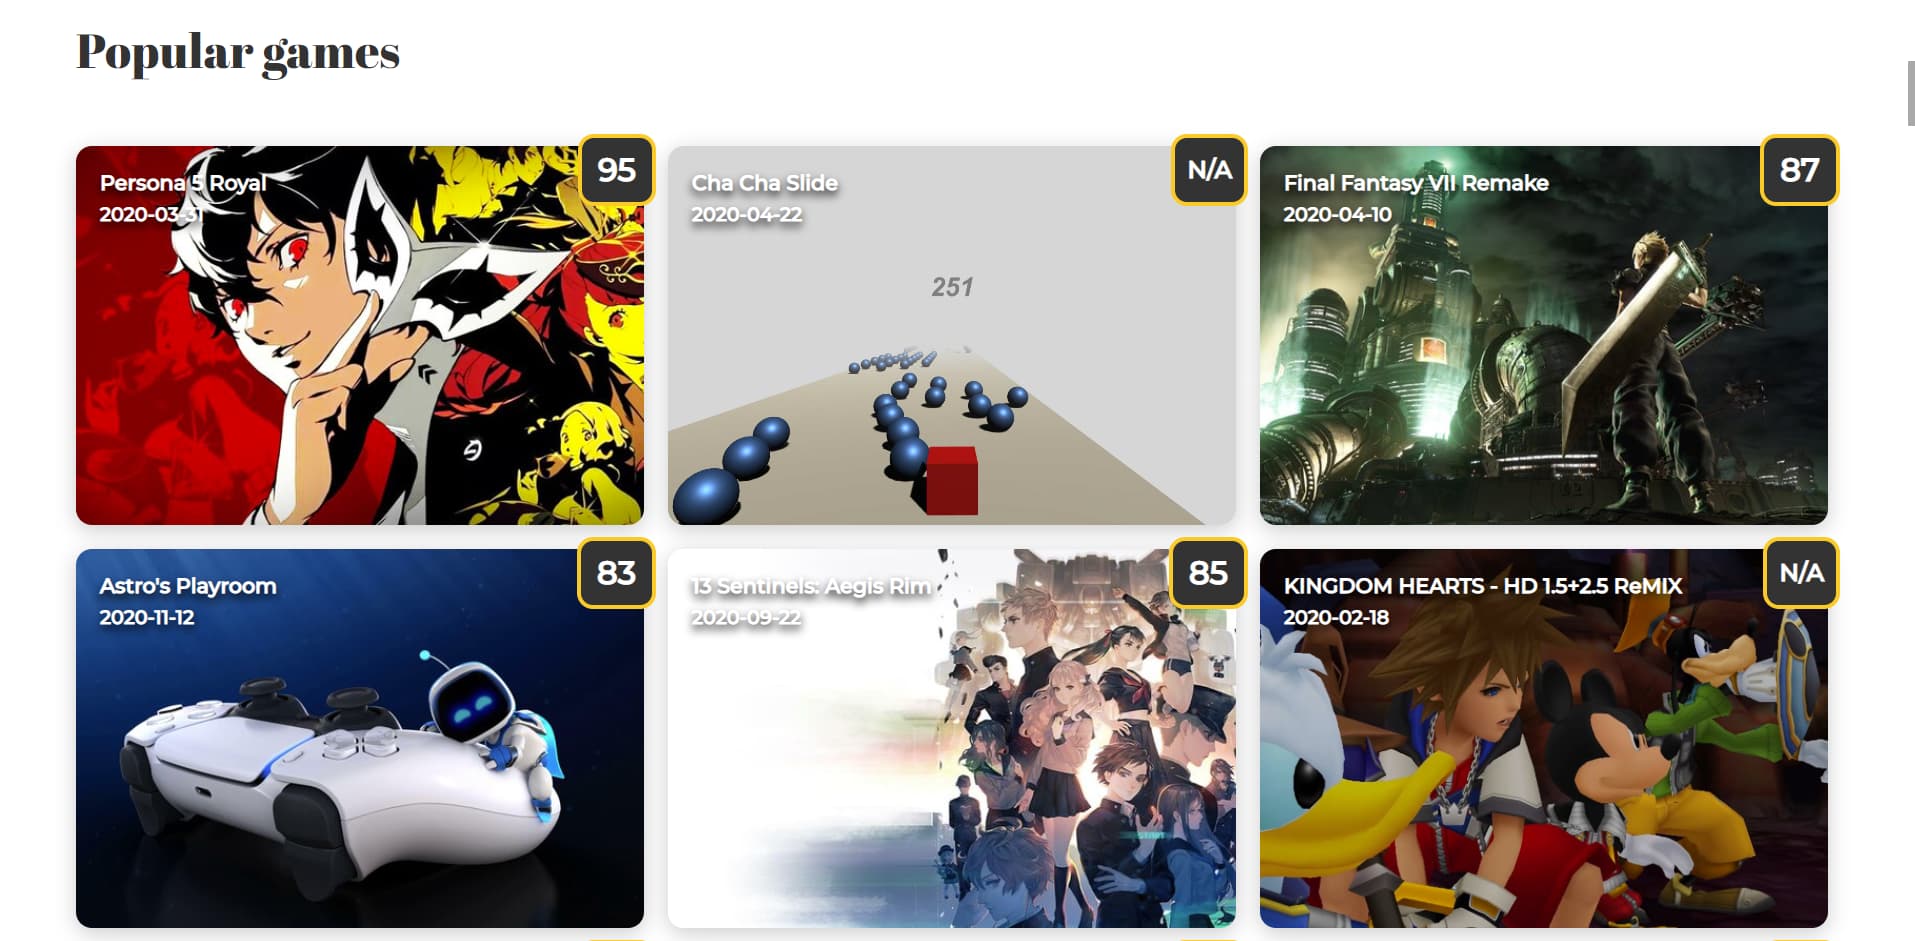 Popular games
Persona 5 Royal
2020-03-31
95
Cha Cha Slide
2020-04-22
N/A
251
Final Fantasy VII Remake
2020-04-10
87
Astro's Playroom
2020-11-12
83
13 Sentinels: Aegis Rim
2020-09-22
85
KINGDOM HEARTS - HD 1.5+2.5 ReMIX
2020-02-18
N/A